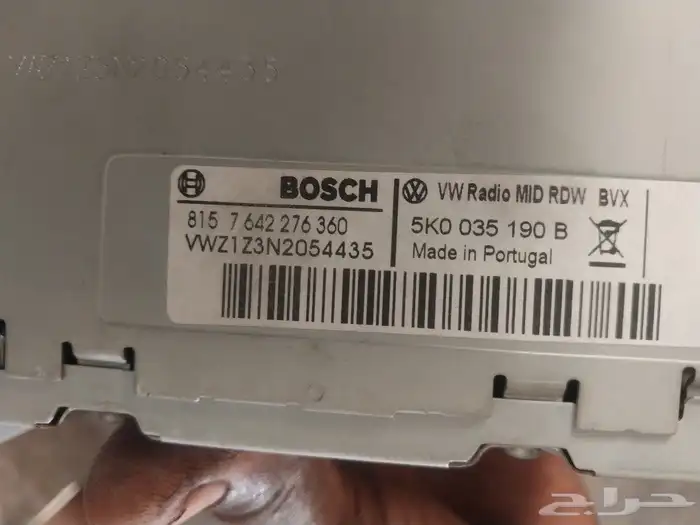 VWZ1Z3N2054435
BOSCH
815 7 642 276 360
VWZ1Z3N2054435
VW Radio MID RDW BVX
5K0 035 190 B
Made in Portugal
حراج